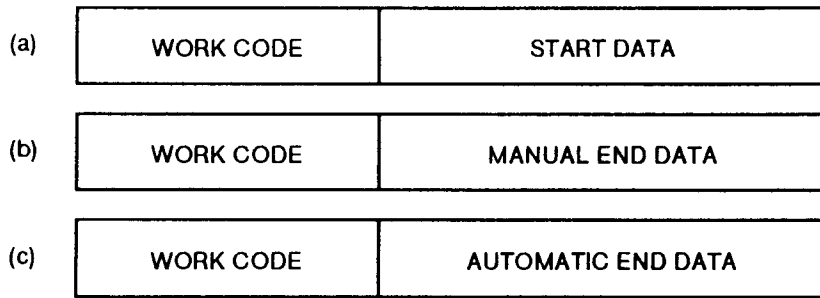 (a) WORK CODE START DATA
(b) WORK CODE MANUAL END DATA
(c) WORK CODE AUTOMATIC END DATA